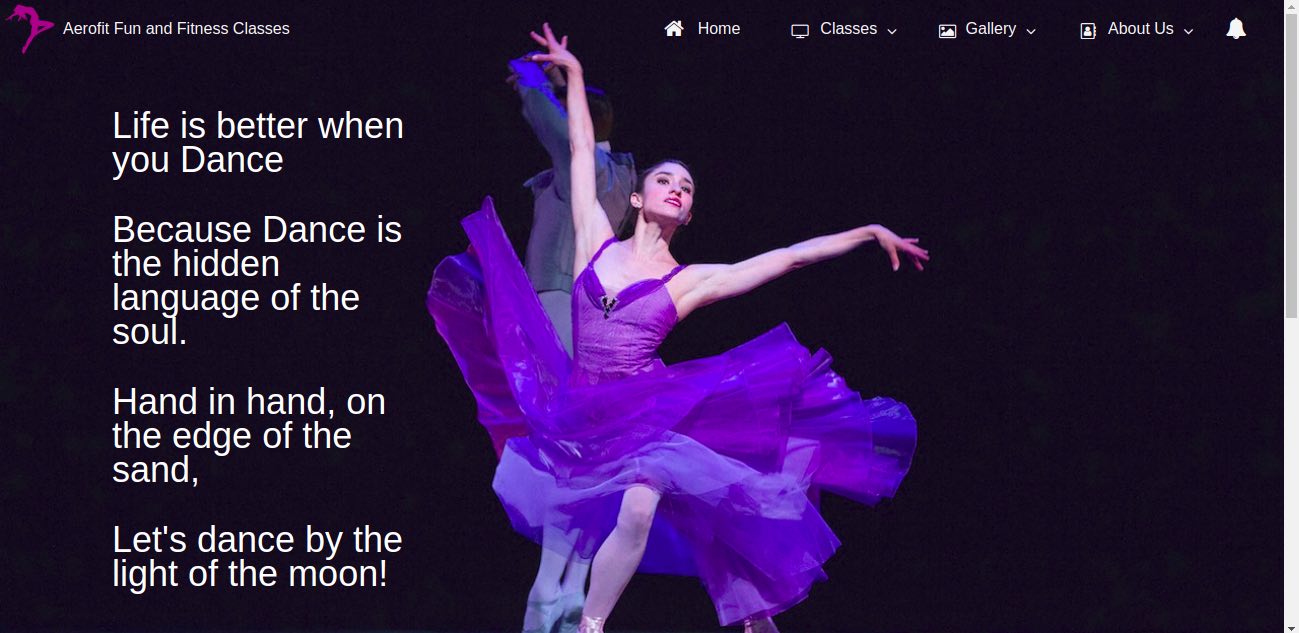 Aerofit Fun and Fitness Classes
Home
Classes
Gallery
About Us
Life is better when
you Dance
Because Dance is
the hidden
language of the
soul.
Hand in hand, on
the edge of the
sand,
Let's dance by the
light of the moon!